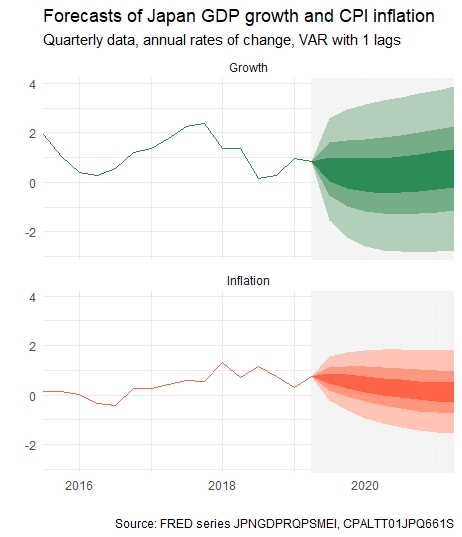 Forecasts of Japan GDP growth and CPI inflation
Quarterly data, annual rates of change, VAR with 1 lags
Growth
4
2
0
-2
Inflation
4
2
0
-2
2016 2018 2020
Source: FRED series JPNGDPRQPSMEI, CPALTT01JPQ661S